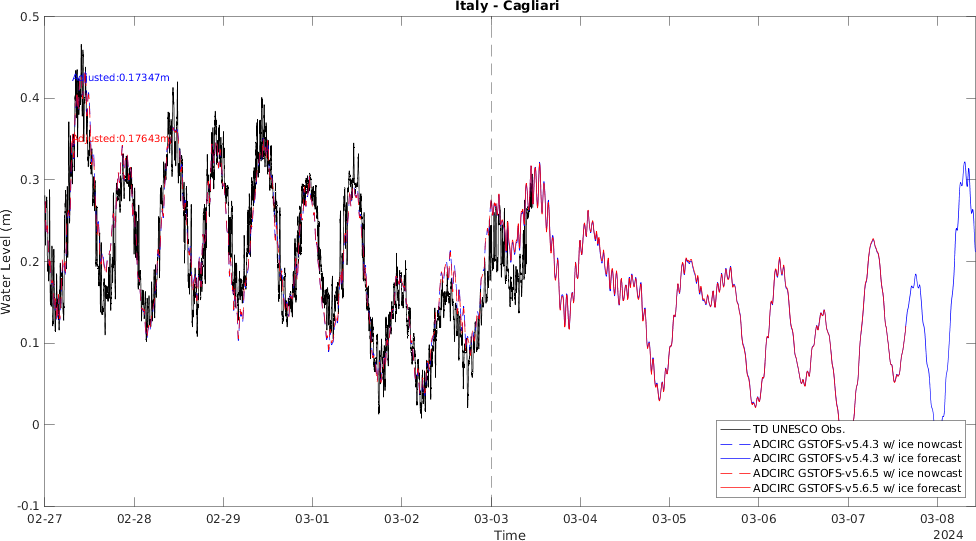 Italy - Cagliari
0.5
0.4
0.3
0.2
0.1
0
-0.1
Water Level (m)
Adjusted:0.17347m
Adjusted:0.17643m
TD UNESCO Obs.
ADCIRC GSTOFS-v5.4.3 w/ ice nowcast
ADCIRC GSTOFS-v5.4.3 w/ ice forecast
ADCIRC GSTOFS-v5.6.5 w/ ice nowcast
ADCIRC GSTOFS-v5.6.5 w/ ice forecast
02-27 02-28 02-29 03-01 03-02 03-03 03-04 03-05 03-06 03-07 03-08
Time
2024